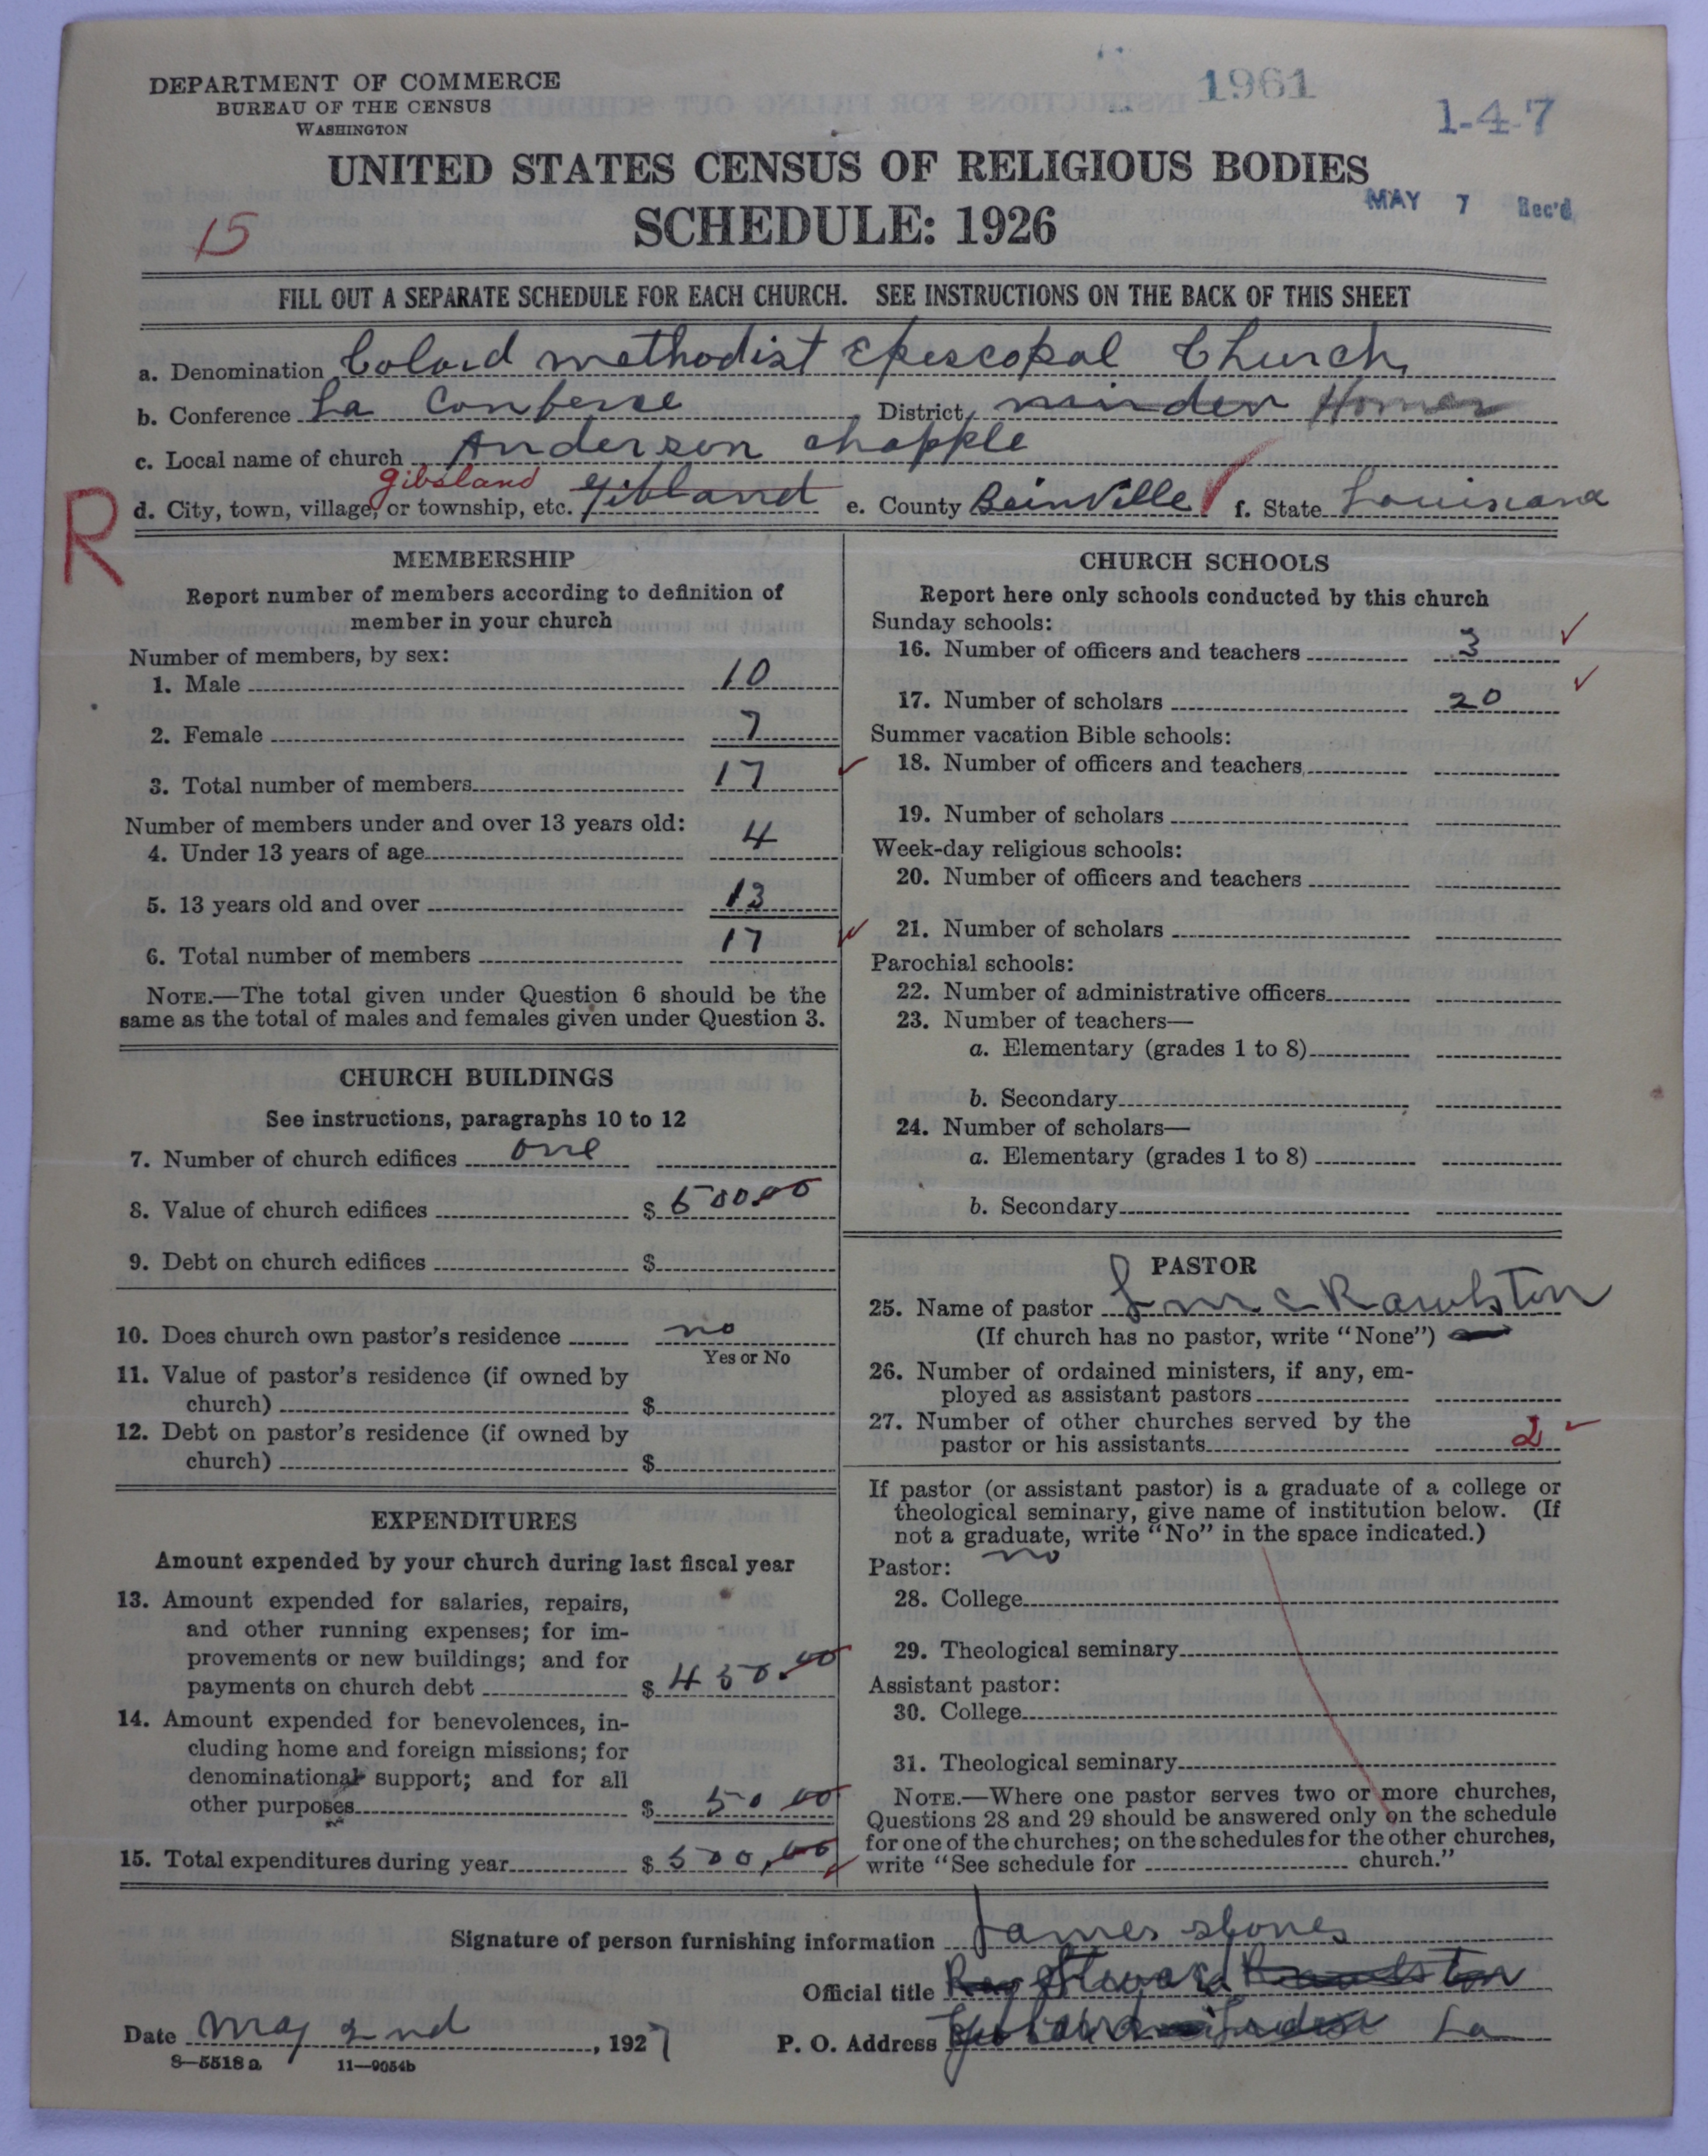 DEPARTMENT OF COMMERCE
BUREAU OF THE CENSUS
WASHINGTON
1961
1-4-7
UNITED STATES CENSUS OF RELIGIOUS BODIES
SCHEDULE: 1926
MAY 7 Rec'd
15
FILL OUT A SEPARATE SCHEDULE FOR EACH CHURCH. SEE INSTRUCTIONS ON THE BACK OF THIS SHEET
a. Denomination Colord methodist Episcopal Church
b. Conference La Conferse District minden Homer
c. Local name of church Anderson chapple
R
d. City, town, village, or township, etc. gibsland Gibland e. County Beinville f. State Louisiana
MEMBERSHIP
Report number of members according to definition of
member in your church
Number of members, by sex:
1. Male 10
2. Female 7
3. Total number of members 17
Number of members under and over 13 years old:
4. Under 13 years of age 4
5. 13 years old and over 13
6. Total number of members 17
NOTE.—The total given under Question 6 should be the
same as the total of males and females given under Question 3.
CHURCH BUILDINGS
See instructions, paragraphs 10 to 12
7. Number of church edifices one
8. Value of church edifices $ 500.00
9. Debt on church edifices $
10. Does church own pastor's residence no
Yes or No
11. Value of pastor's residence (if owned by
church) $
12. Debt on pastor's residence (if owned by
church) $
EXPENDITURES
Amount expended by your church during last fiscal year
13. Amount expended for salaries, repairs,
and other running expenses; for im-
provements or new buildings; and for
payments on church debt $ 450.00
14. Amount expended for benevolences, in-
cluding home and foreign missions; for
denominational support; and for all
other purposes $ 50 00
15. Total expenditures during year $ 500,00
CHURCH SCHOOLS
Report here only schools conducted by this church
Sunday schools:
16. Number of officers and teachers 3
17. Number of scholars 20
Summer vacation Bible schools:
18. Number of officers and teachers
19. Number of scholars
Week-day religious schools:
20. Number of officers and teachers
21. Number of scholars
Parochial schools:
22. Number of administrative officers
23. Number of teachers—
a. Elementary (grades 1 to 8)
b. Secondary
24. Number of scholars—
a. Elementary (grades 1 to 8)
b. Secondary
PASTOR
25. Name of pastor J mc Rawlston
(If church has no pastor, write "None")
26. Number of ordained ministers, if any, em-
ployed as assistant pastors
27. Number of other churches served by the
pastor or his assistants 2
If pastor (or assistant pastor) is a graduate of a college or
theological seminary, give name of institution below. (If
not a graduate, write "No" in the space indicated.)
Pastor: no
28. College
29. Theological seminary
Assistant pastor:
30. College
31. Theological seminary
NOTE.—Where one pastor serves two or more churches,
Questions 28 and 29 should be answered only on the schedule
for one of the churches; on the schedules for the other churches,
write "See schedule for church."
Signature of person furnishing information James Jones
Official title Steward
Date May 2nd, 1927 P. O. Address La
8-5518 a 11-9054b